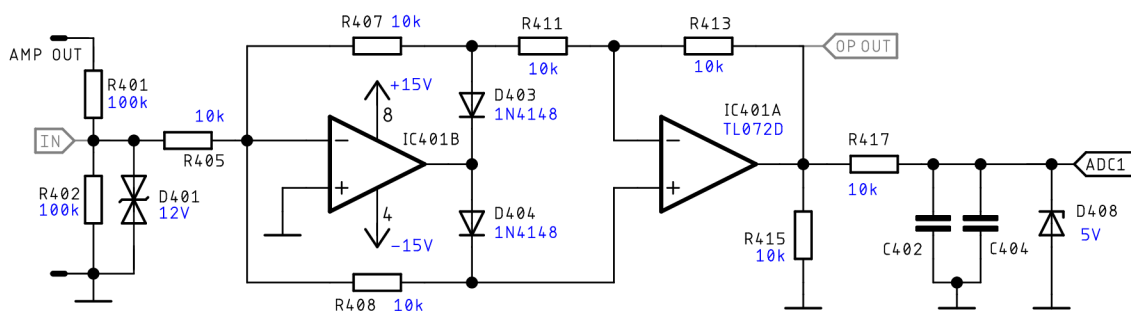 R407 10k
R411
R413
OP OUT
AMP OUT
10k
10k
R401
100k
+15V
D403
1N4148
IC401A
TL072D
10k
8
IC401B
R417
IN
−
−
ADC1
R405
R402
100k
D401
12V
+
+
10k
4
D404
1N4148
D408
5V
-15V
R415
10k
C402
C404
R408
10k